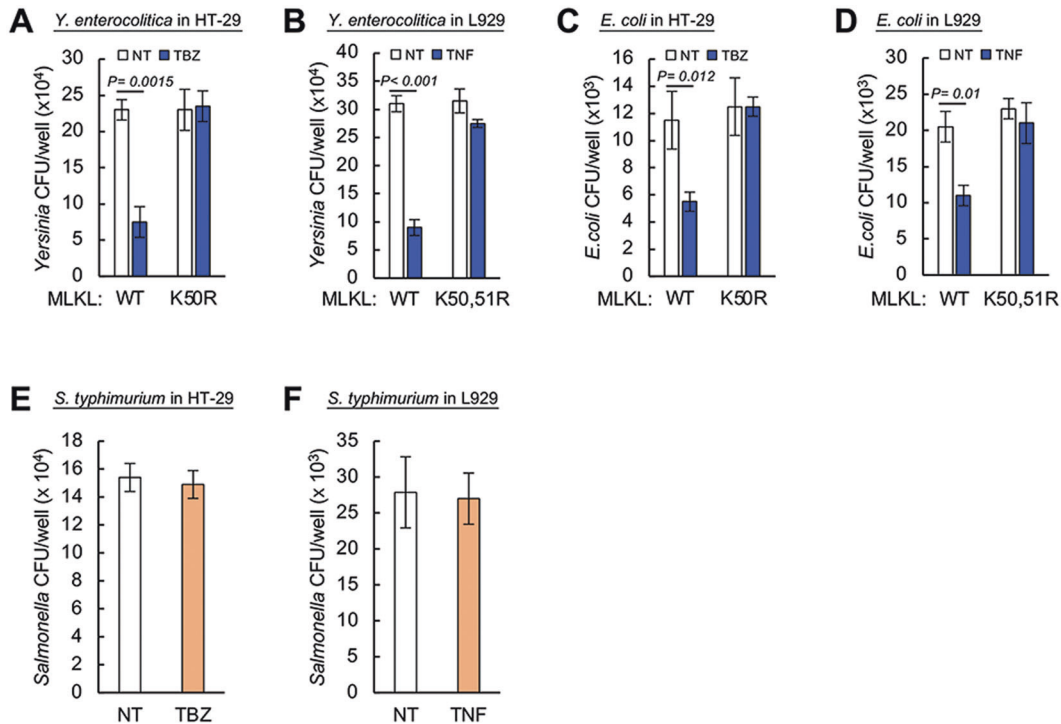 A Y. enterocolitica in HT-29
NT TBZ
P= 0.0015
Yersinia CFU/well (x10⁴)
30
25
20
15
10
5
0
MLKL: WT K50R
B Y. enterocolitica in L929
NT TNF
P< 0.001
Yersinia CFU/well (x10⁴)
40
35
30
25
20
15
10
5
0
MLKL: WT K50,51R
C E. coli in HT-29
NT TBZ
P= 0.012
E.coli CFU/well (x10³)
16
14
12
10
8
6
4
2
0
MLKL: WT K50R
D E. coli in L929
NT TNF
P= 0.01
E.coli CFU/well (x10³)
30
25
20
15
10
5
0
MLKL: WT K50,51R
E S. typhimurium in HT-29
Salmonella CFU/well (x 10⁴)
18
16
14
12
10
8
6
4
2
0
NT TBZ
F S. typhimurium in L929
Salmonella CFU/well (x 10³)
35
30
25
20
15
10
5
0
NT TNF